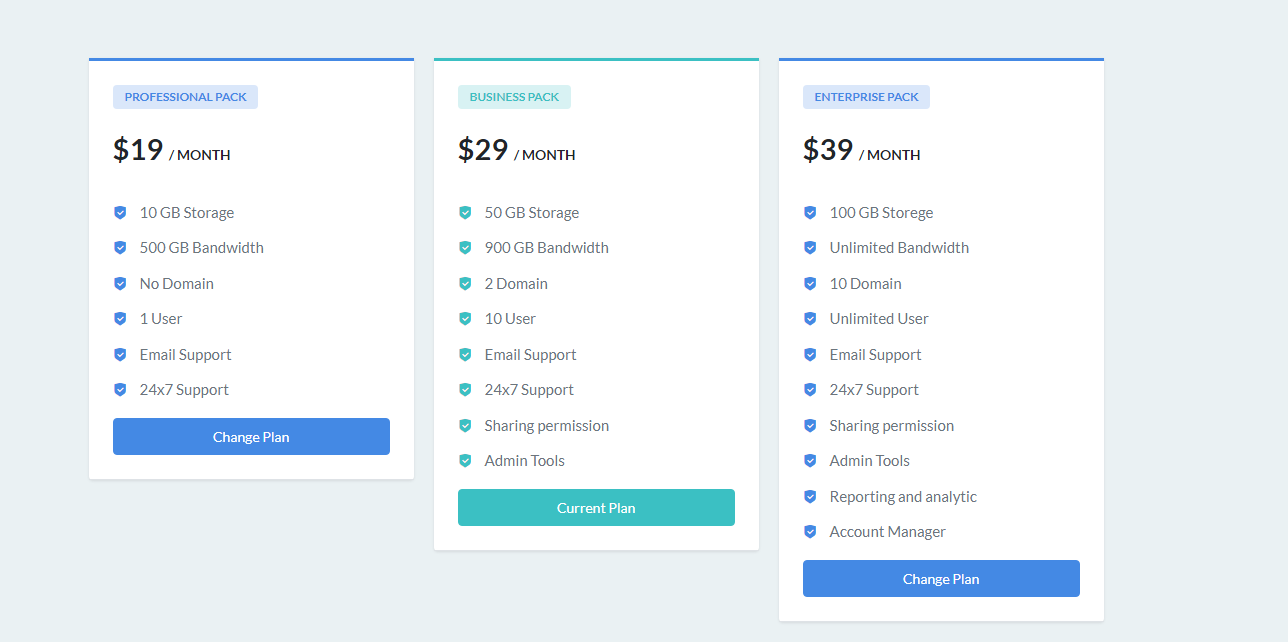 PROFESSIONAL PACK
$19 / MONTH
10 GB Storage
500 GB Bandwidth
No Domain
1 User
Email Support
24x7 Support
Change Plan
BUSINESS PACK
$29 / MONTH
50 GB Storage
900 GB Bandwidth
2 Domain
10 User
Email Support
24x7 Support
Sharing permission
Admin Tools
Current Plan
ENTERPRISE PACK
$39 / MONTH
100 GB Storege
Unlimited Bandwidth
10 Domain
Unlimited User
Email Support
24x7 Support
Sharing permission
Admin Tools
Reporting and analytic
Account Manager
Change Plan